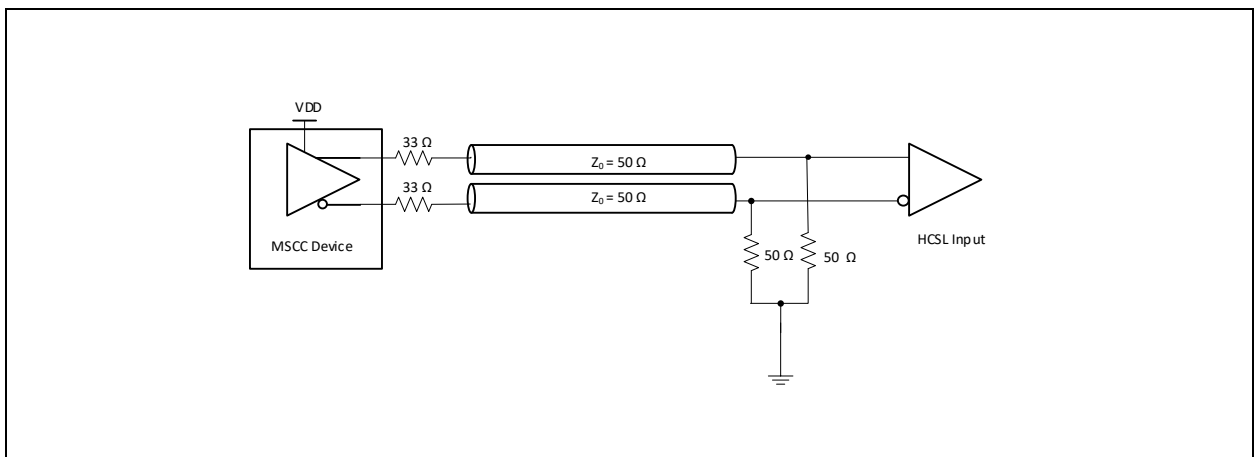 VDD
33 Ω
Z0 = 50 Ω
33 Ω
Z0 = 50 Ω
MSCC Device
HCSL Input
50 Ω
50 Ω